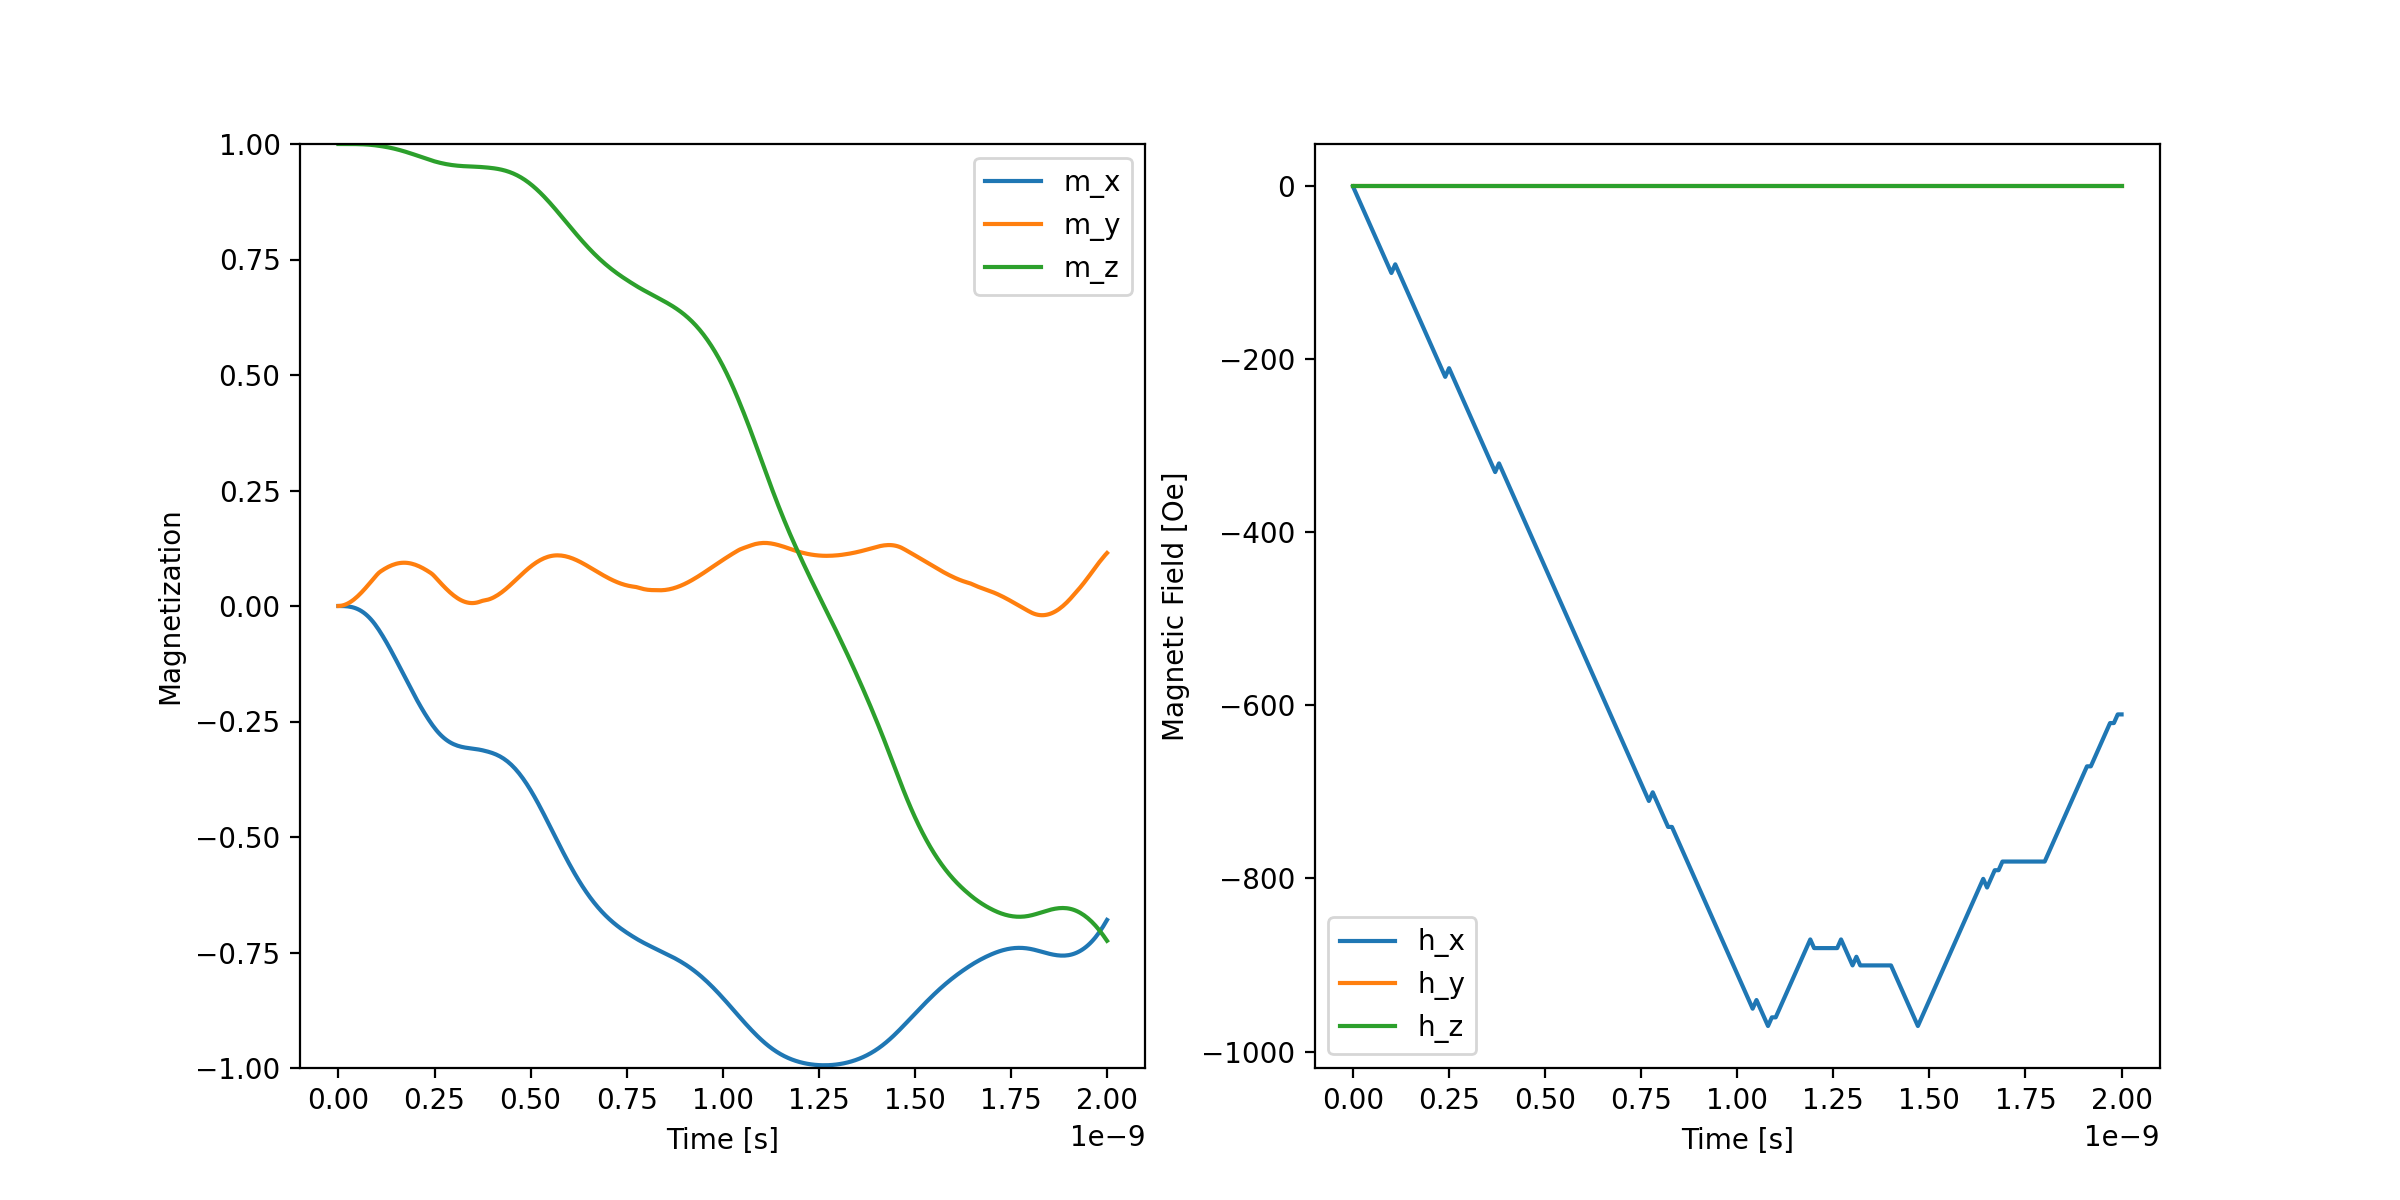 1.00
0.75
0.50
0.25
0.00
−0.25
−0.50
−0.75
−1.00
Magnetization
m_x
m_y
m_z
0.00 0.25 0.50 0.75 1.00 1.25 1.50 1.75 2.00
Time [s]
1e−9
0
−200
−400
−600
−800
−1000
Magnetic Field [Oe]
h_x
h_y
h_z
0.00 0.25 0.50 0.75 1.00 1.25 1.50 1.75 2.00
Time [s]
1e−9